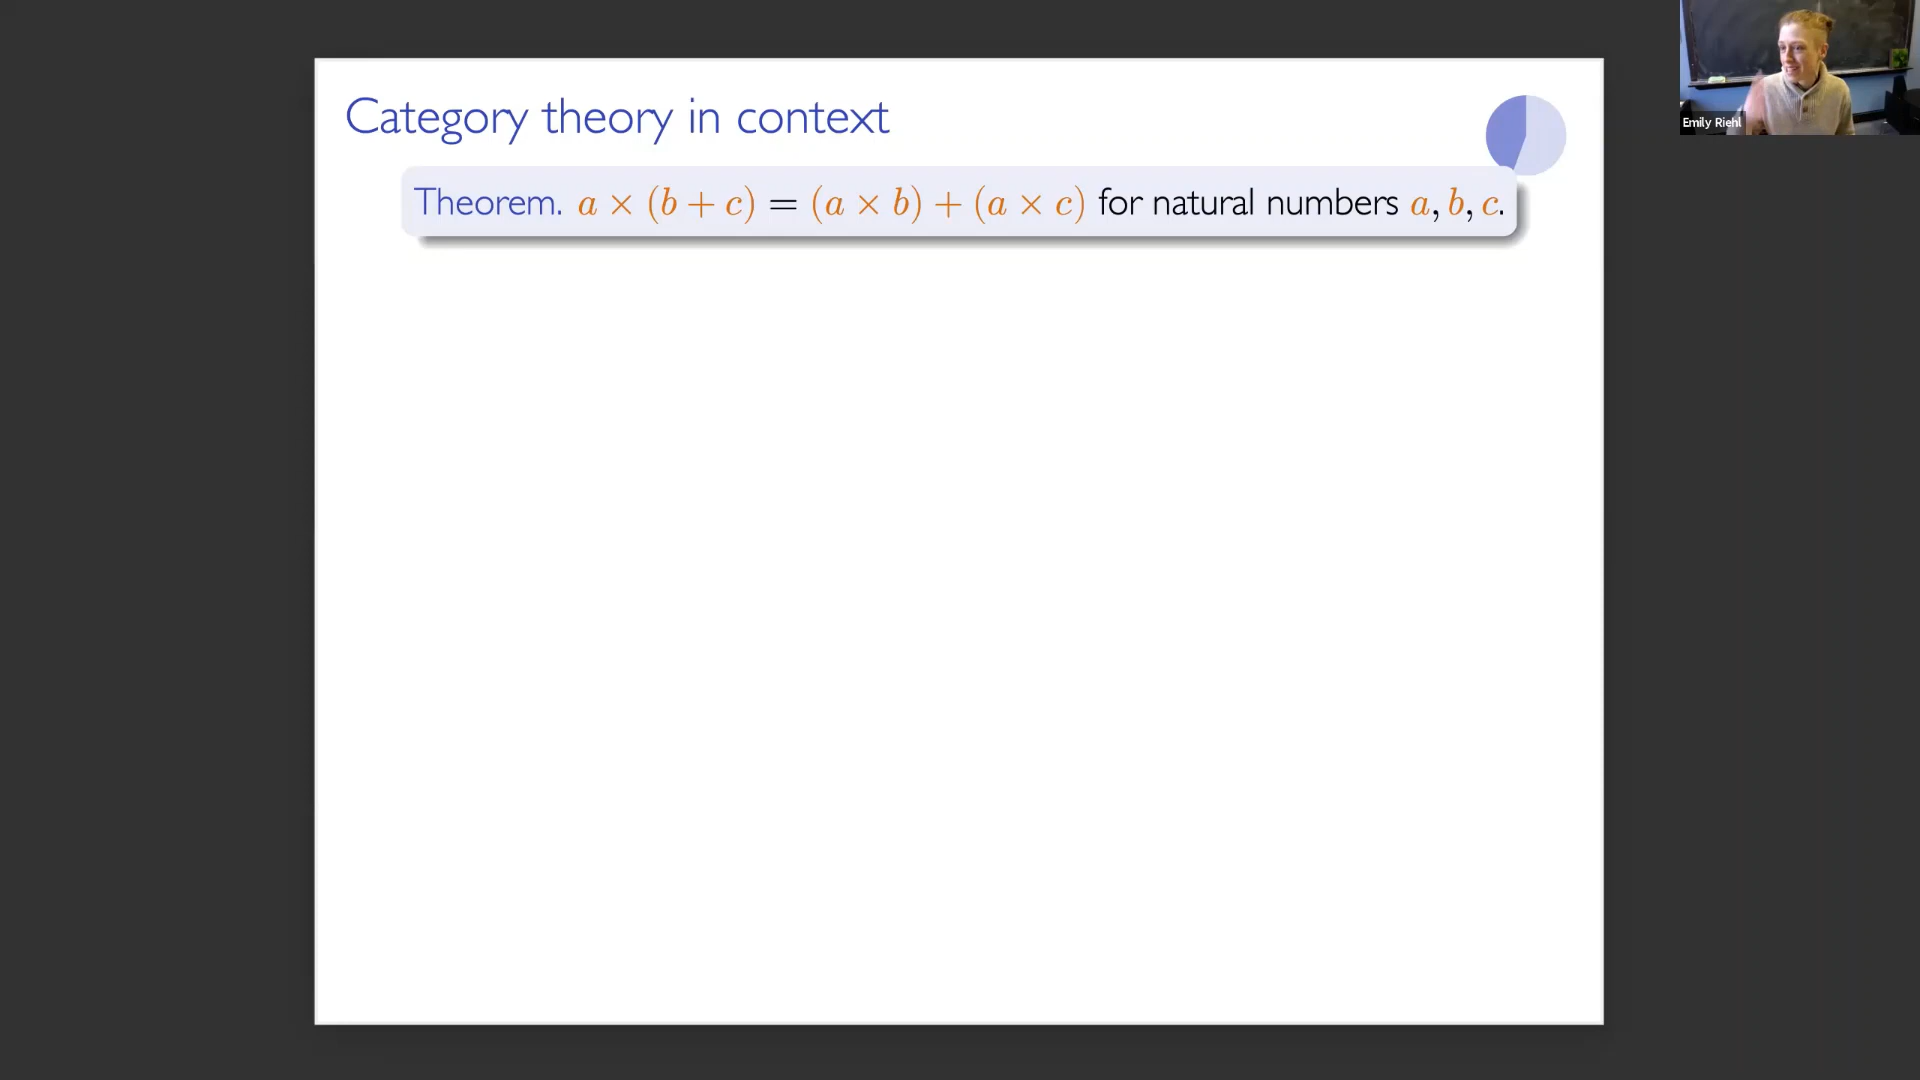 Category theory in context
Theorem. a × (b + c) = (a × b) + (a × c) for natural numbers a, b, c.
Emily Riehl